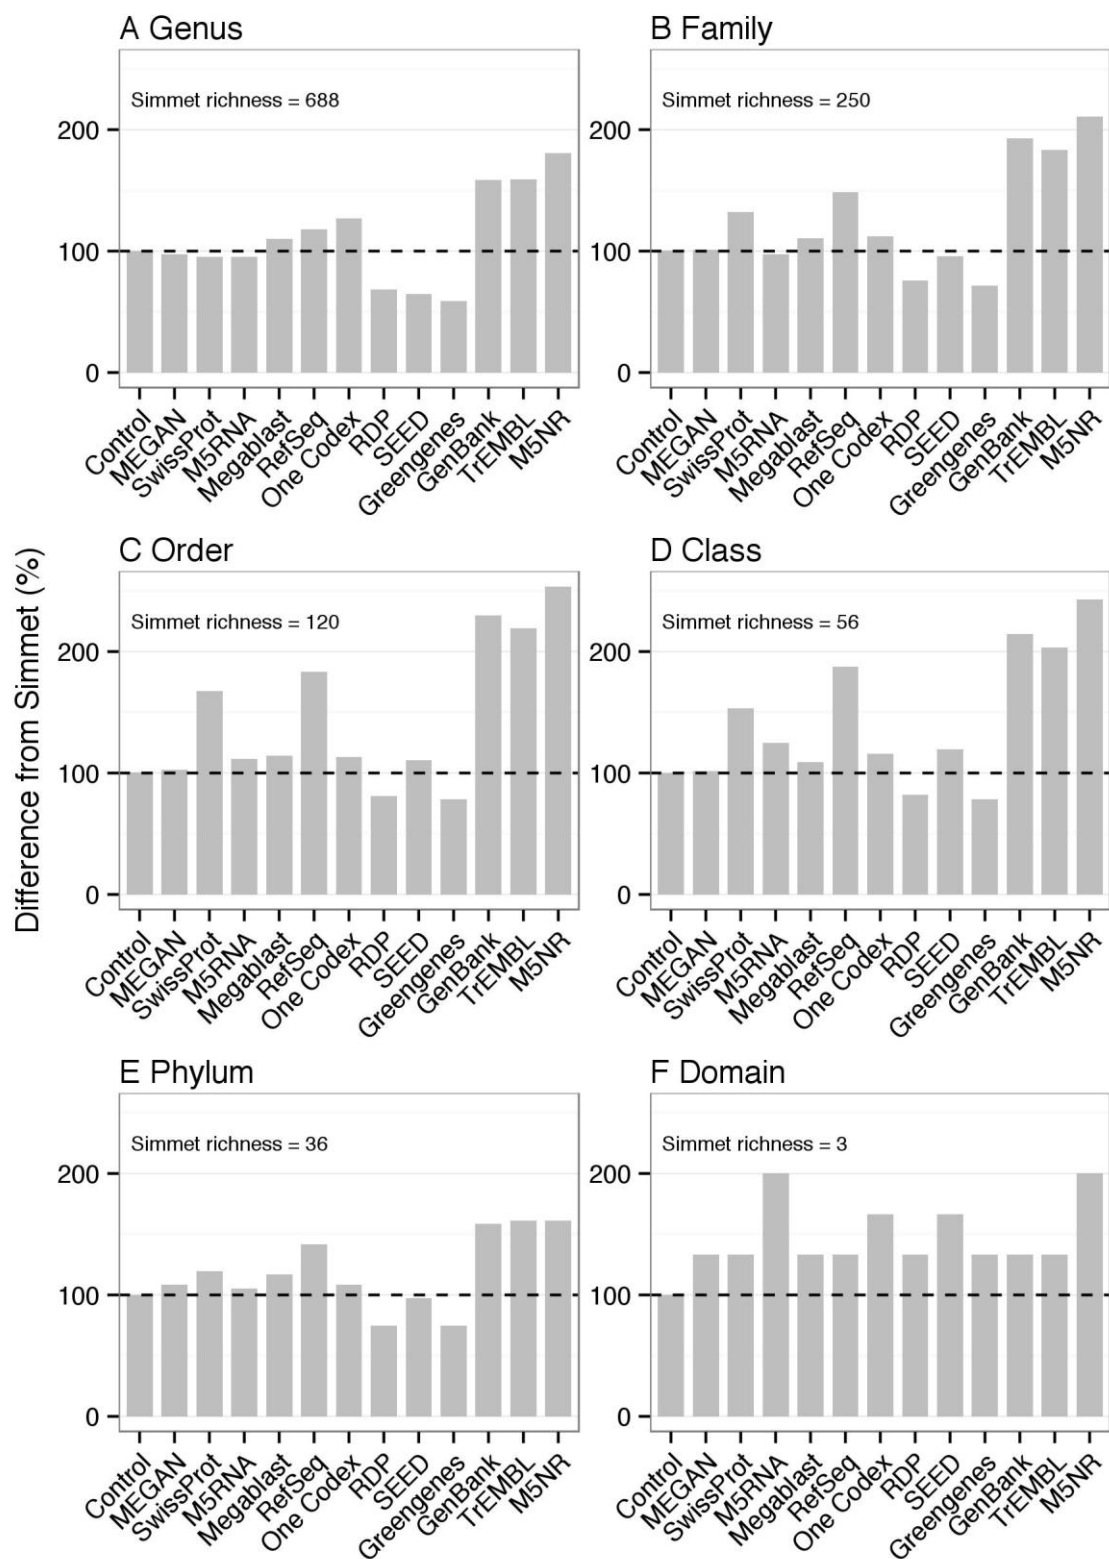 A Genus
Simmet richness = 688
200
100
0
Control
MEGAN
SwissProt
M5RNA
Megablast
RefSeq
One Codex
RDP
SEED
Greengenes
GenBank
TrEMBL
M5NR
B Family
Simmet richness = 250
200
100
0
Control
MEGAN
SwissProt
M5RNA
Megablast
RefSeq
One Codex
RDP
SEED
Greengenes
GenBank
TrEMBL
M5NR
Difference from Simmet (%)
C Order
Simmet richness = 120
200
100
0
Control
MEGAN
SwissProt
M5RNA
Megablast
RefSeq
One Codex
RDP
SEED
Greengenes
GenBank
TrEMBL
M5NR
D Class
Simmet richness = 56
200
100
0
Control
MEGAN
SwissProt
M5RNA
Megablast
RefSeq
One Codex
RDP
SEED
Greengenes
GenBank
TrEMBL
M5NR
E Phylum
Simmet richness = 36
200
100
0
Control
MEGAN
SwissProt
M5RNA
Megablast
RefSeq
One Codex
RDP
SEED
Greengenes
GenBank
TrEMBL
M5NR
F Domain
Simmet richness = 3
200
100
0
Control
MEGAN
SwissProt
M5RNA
Megablast
RefSeq
One Codex
RDP
SEED
Greengenes
GenBank
TrEMBL
M5NR